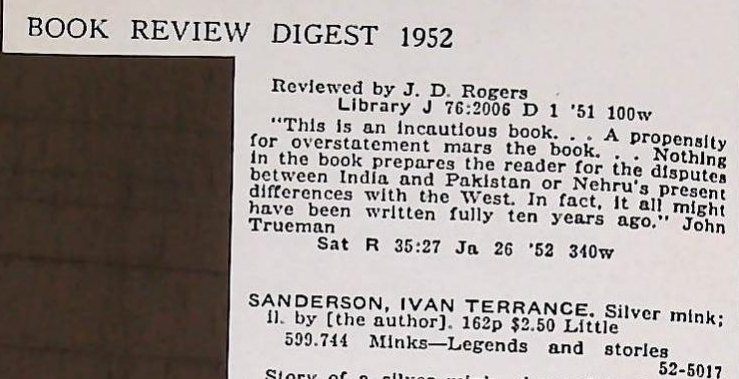 BOOK REVIEW DIGEST 1952
Reviewed by J. D. Rogers
Library J 76:2006 D 1 '51 100w
"This is an incautious book. . . A propensity
for overstatement mars the book. . . Nothing
in the book prepares the reader for the disputes
between India and Pakistan or Nehru's present
differences with the West. In fact, it all might
have been written fully ten years ago." John
Trueman
Sat R 35:27 Ja 26 '52 340w
SANDERSON, IVAN TERRANCE. Silver mink;
il. by [the author]. 162p $2.50 Little
599.744 Minks—Legends and stories
52-5017
Story of a silver mink